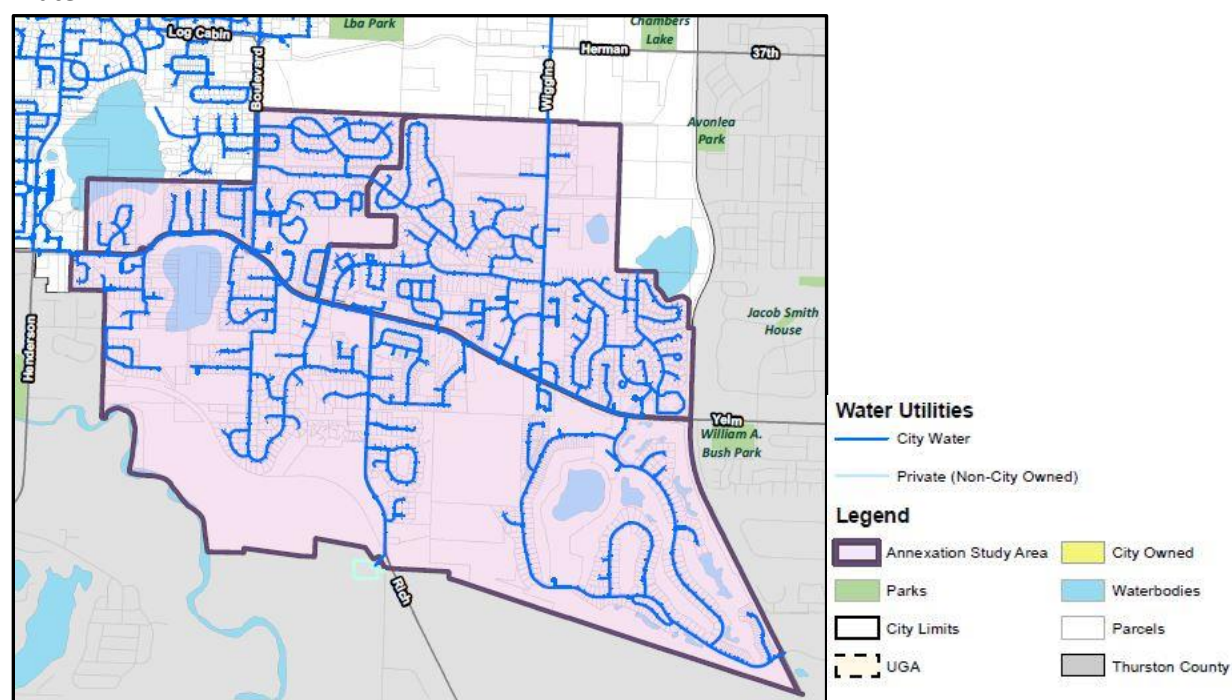 Lba Park
Chambers
Lake
Log Cabin
Herman
37th
Boulevard
Wiggins
Avonlea
Park
Jacob Smith
House
Henderson
Yelm
William A.
Bush Park
Rich
Water Utilities
City Water
Private (Non-City Owned)
Legend
Annexation Study Area
City Owned
Parks
Waterbodies
City Limits
Parcels
UGA
Thurston County